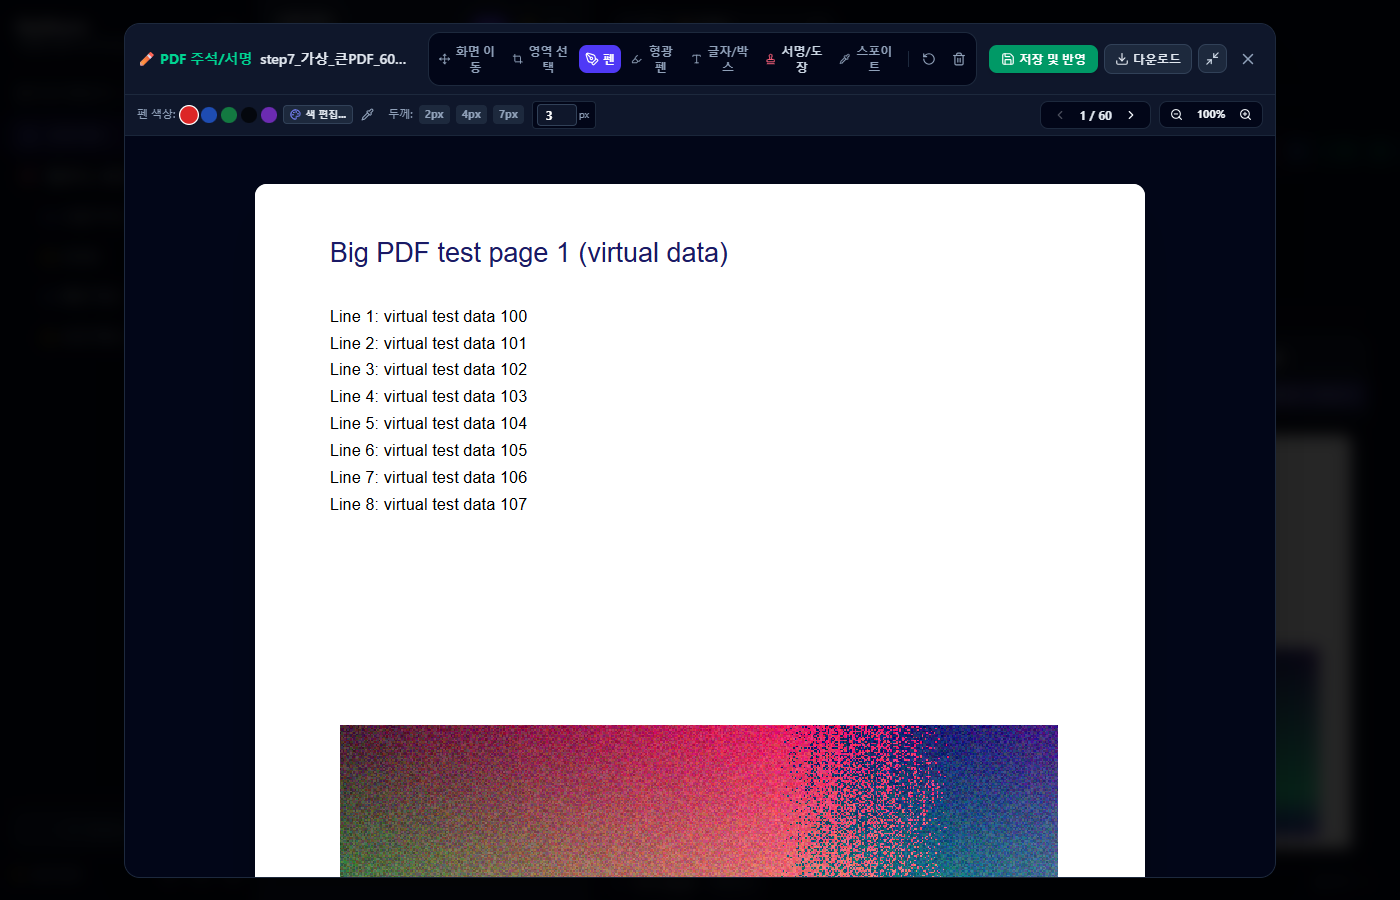 PDF 주석/서명 step7_가상_큰PDF_60...
화면 이동
영역 선택
펜
형광펜
글자/박스
서명/도장
스포이트
저장 및 반영
다운로드
펜 색상:
색 편집...
두께: 2px 4px 7px 3 px
1 / 60
100%
Big PDF test page 1 (virtual data)
Line 1: virtual test data 100
Line 2: virtual test data 101
Line 3: virtual test data 102
Line 4: virtual test data 103
Line 5: virtual test data 104
Line 6: virtual test data 105
Line 7: virtual test data 106
Line 8: virtual test data 107